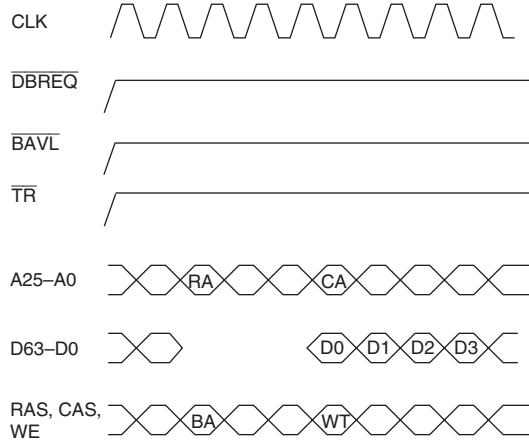 CLK
DBREQ
BAVL
TR
A25–A0 RA CA
D63–D0 D0 D1 D2 D3
RAS, CAS,
WE BA WT